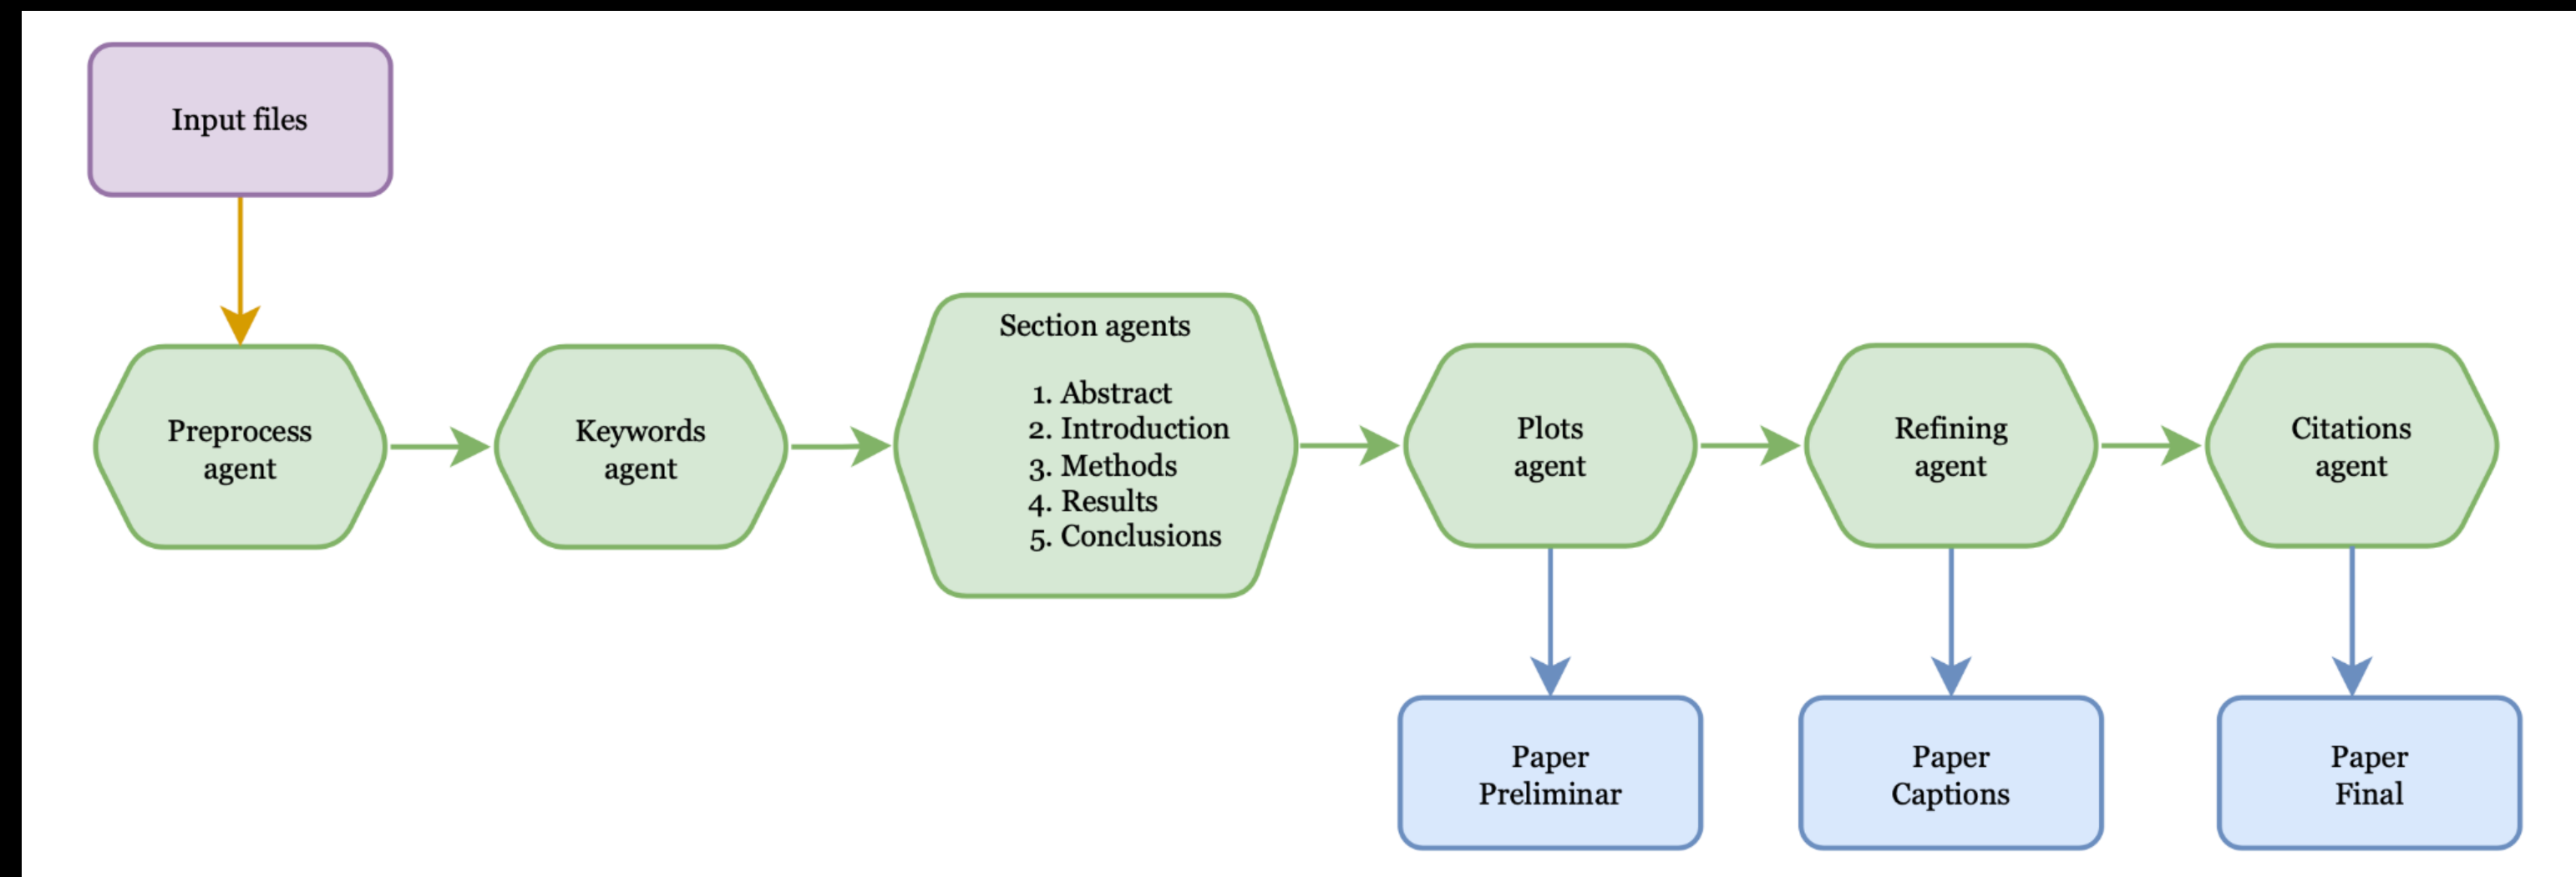 Input files
Preprocess
agent
Keywords
agent
Section agents
1. Abstract
2. Introduction
3. Methods
4. Results
5. Conclusions
Plots
agent
Refining
agent
Citations
agent
Paper
Preliminar
Paper
Captions
Paper
Final